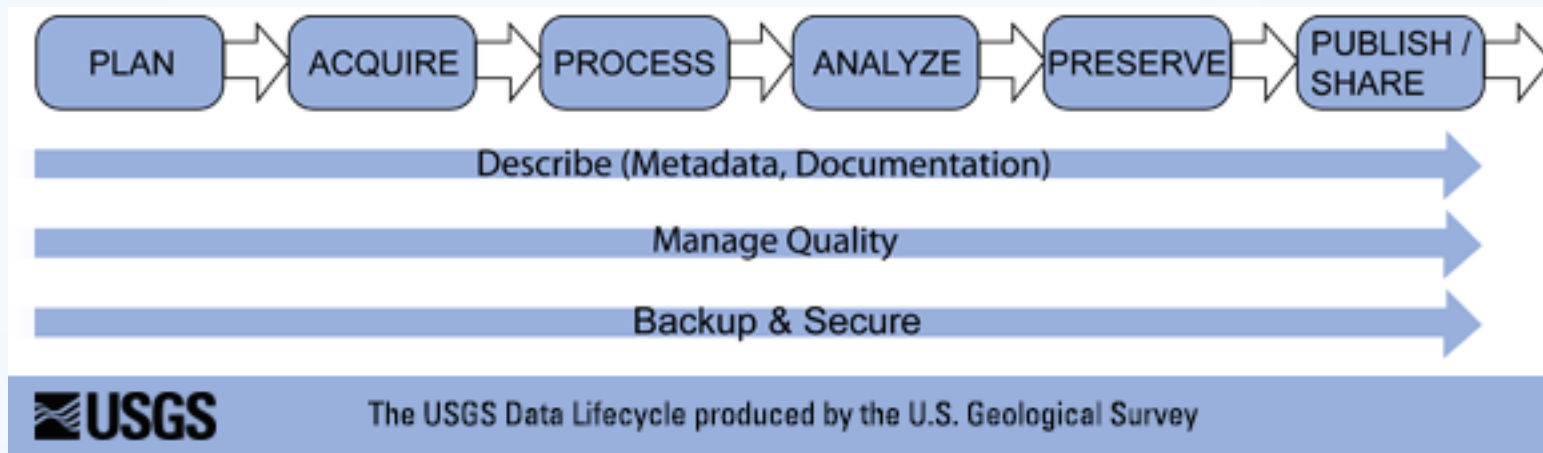 PLAN
ACQUIRE
PROCESS
ANALYZE
PRESERVE
PUBLISH /
SHARE
Describe (Metadata, Documentation)
Manage Quality
Backup & Secure
USGS
The USGS Data Lifecycle produced by the U.S. Geological Survey